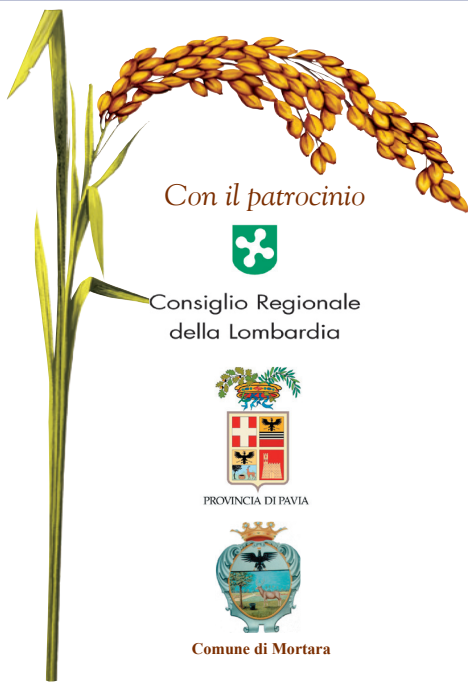 Con il patrocinio
Consiglio Regionale
della Lombardia
PROVINCIA DI PAVIA
Comune di Mortara